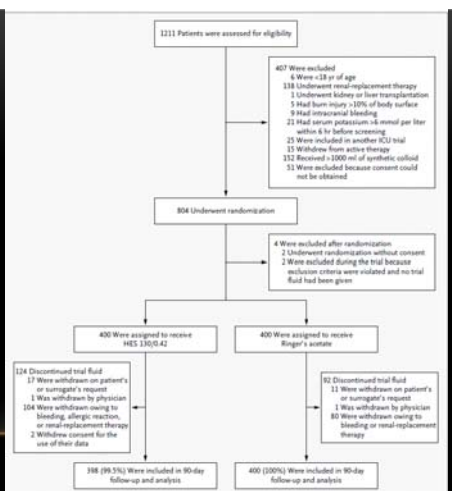 1211 Patients were assessed for eligibility
407 Were excluded
6 Were <18 yr of age
138 Underwent renal-replacement therapy
1 Underwent kidney or liver transplantation
5 Had burn injury >10% of body surface
9 Had intracranial bleeding
21 Had serum potassium >6 mmol per liter
within 6 hr before screening
25 Were included in another ICU trial
15 Withdrew from active therapy
152 Received >1000 ml of synthetic colloid
51 Were excluded because consent could
not be obtained
804 Underwent randomization
4 Were excluded after randomization
2 Underwent randomization without consent
2 Were excluded during the trial because
exclusion criteria were violated and no trial
fluid had been given
400 Were assigned to receive
HES 130/0.42
400 Were assigned to receive
Ringer's acetate
124 Discontinued trial fluid
17 Were withdrawn on patient's
or surrogate's request
1 Was withdrawn by physician
104 Were withdrawn owing to
bleeding, allergic reaction,
or renal-replacement therapy
2 Withdrew consent for the
use of their data
92 Discontinued trial fluid
11 Were withdrawn on patient's
or surrogate's request
1 Was withdrawn by physician
80 Were withdrawn owing to
bleeding or renal-replacement
therapy
398 (99.5%) Were included in 90-day
follow-up and analysis
400 (100%) Were included in 90-day
follow-up and analysis